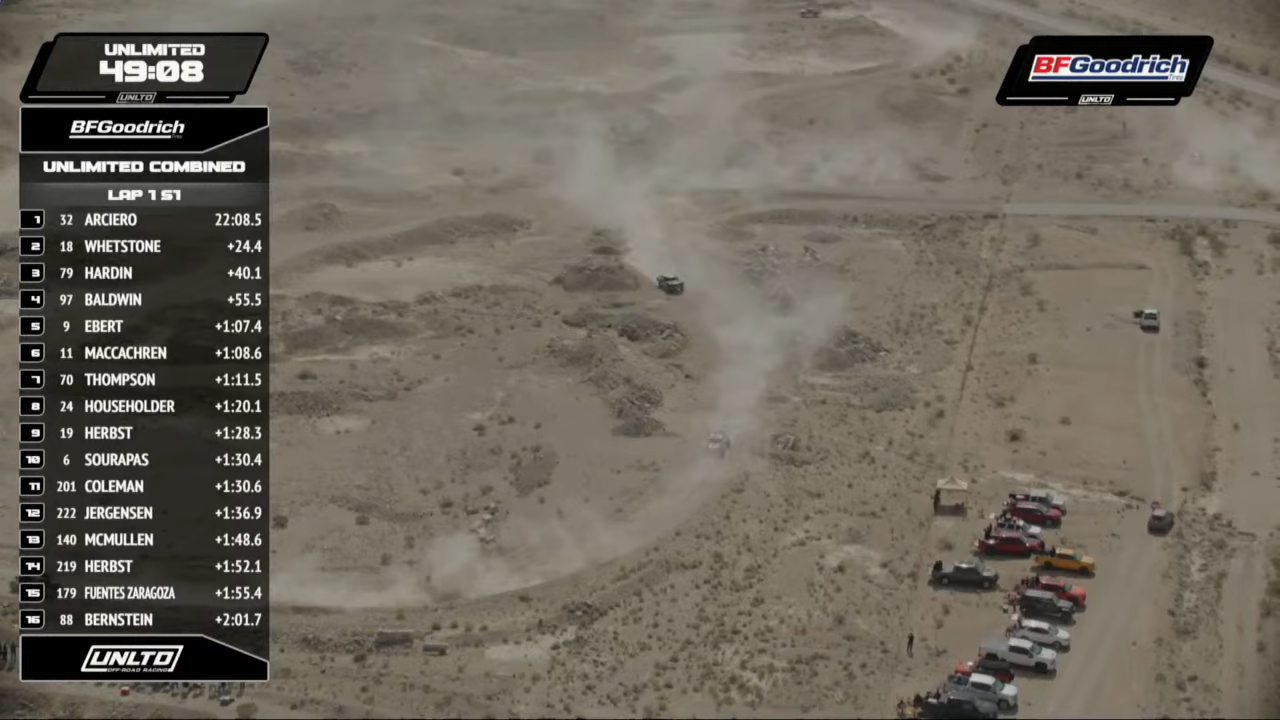 UNLIMITED
49:08
UNLTD
BFGoodrich
Tires
UNLIMITED COMBINED
LAP 1 S1
1 32 ARCIERO 22:08.5
2 18 WHETSTONE +24.4
3 79 HARDIN +40.1
4 97 BALDWIN +55.5
5 9 EBERT +1:07.4
6 11 MACCACHREN +1:08.6
7 70 THOMPSON +1:11.5
8 24 HOUSEHOLDER +1:20.1
9 19 HERBST +1:28.3
10 6 SOURAPAS +1:30.4
11 201 COLEMAN +1:30.6
12 222 JERGENSEN +1:36.9
13 140 MCMULLEN +1:48.6
14 219 HERBST +1:52.1
15 179 FUENTES ZARAGOZA +1:55.4
16 88 BERNSTEIN +2:01.7
UNLTD
OFF-ROAD RACING
BFGoodrich
Tires
UNLTD